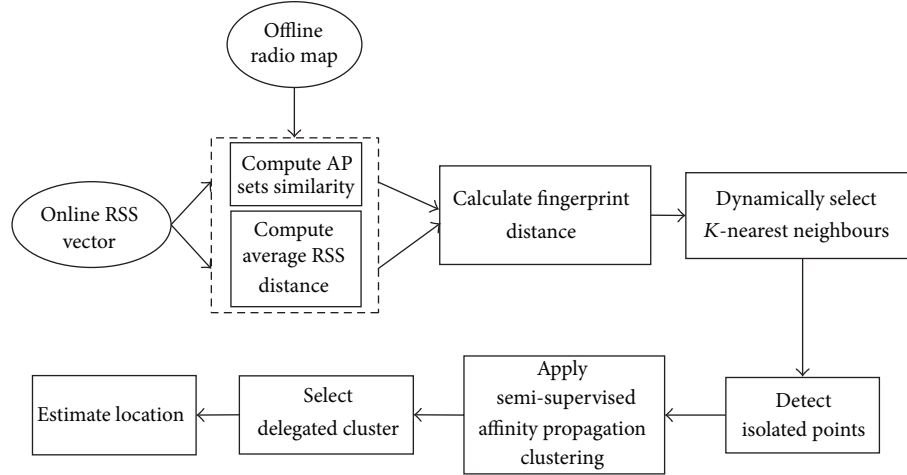 Offline
radio map
Compute AP
sets similarity
Online RSS
vector
Compute
average RSS
distance
Calculate fingerprint
distance
Dynamically select
K-nearest neighbours
Detect
isolated points
Apply
semi-supervised
affinity propagation
clustering
Select
delegated cluster
Estimate location